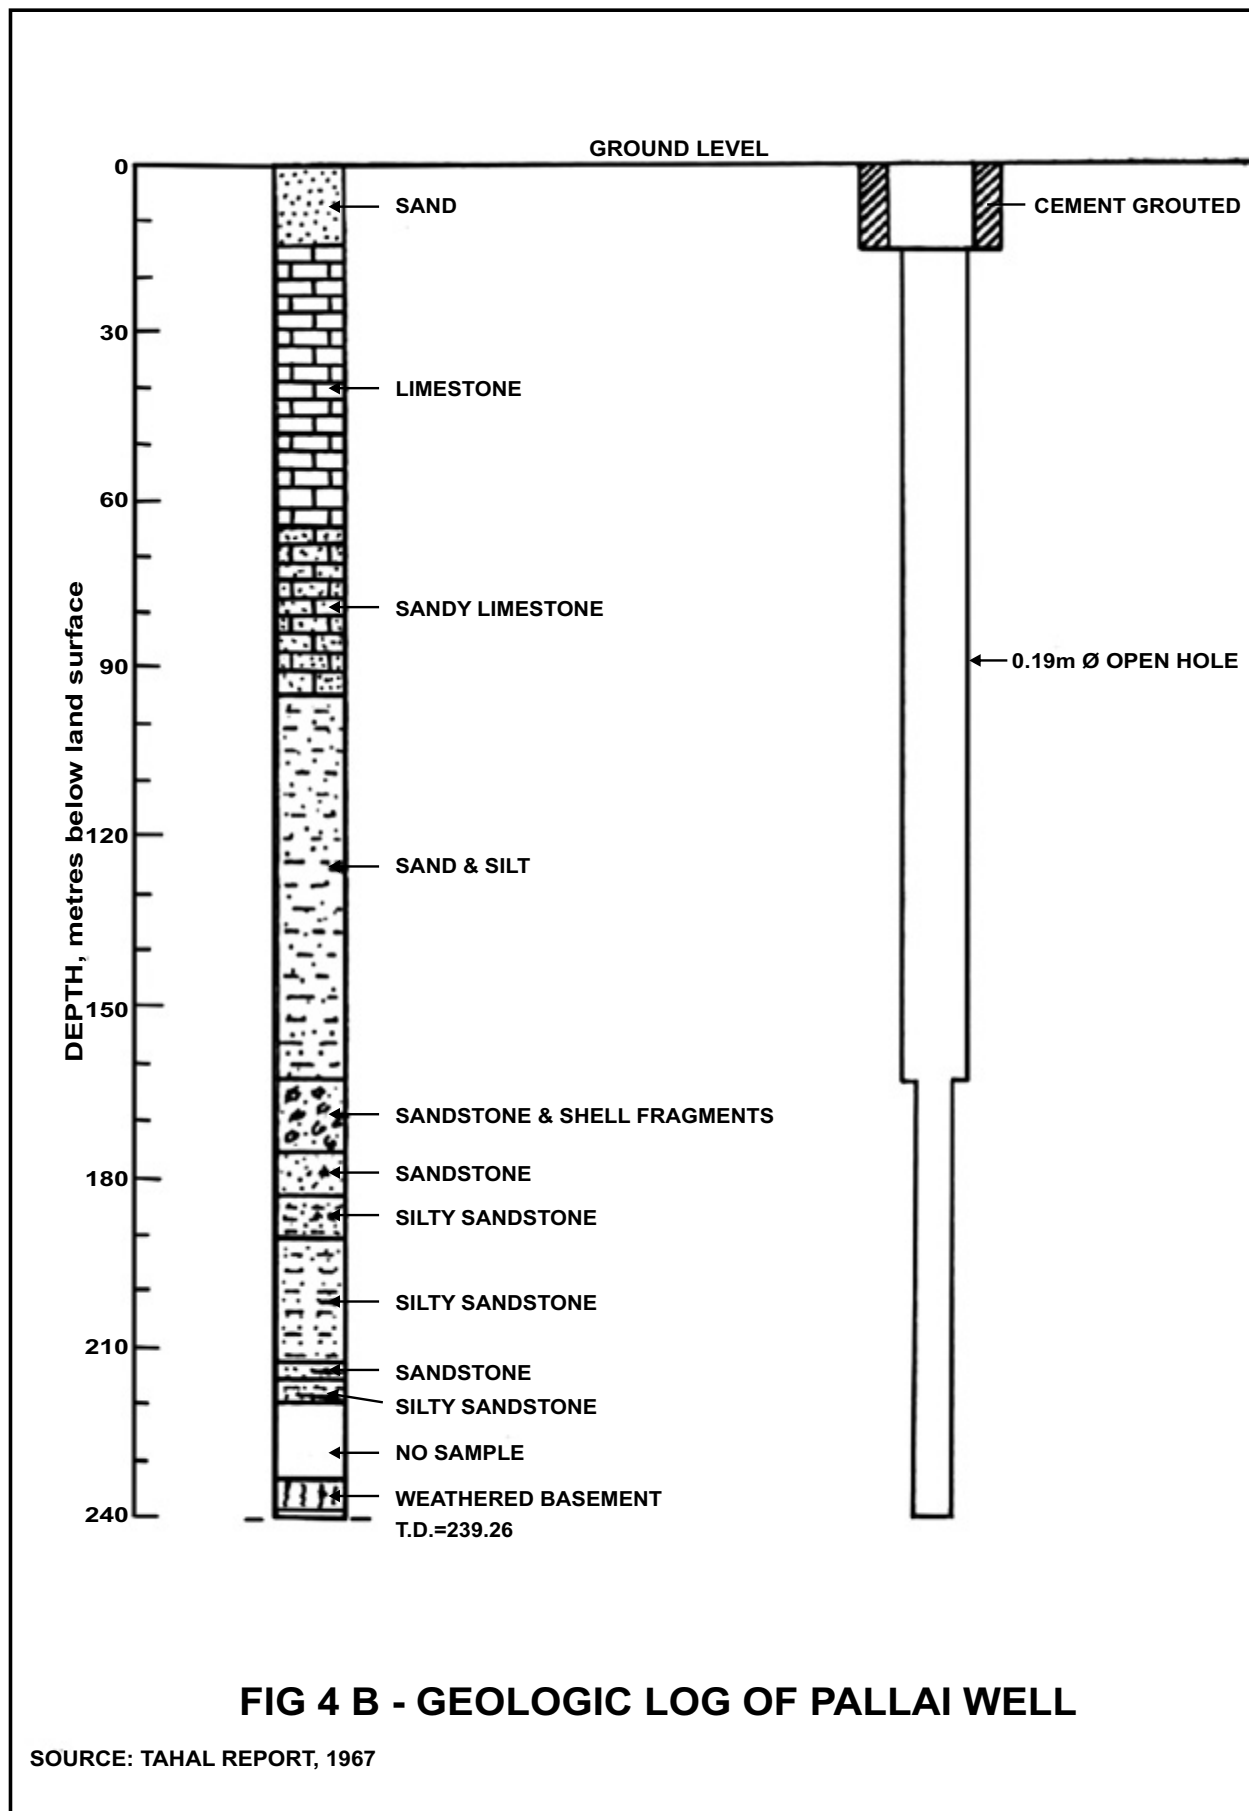 GROUND LEVEL
0
SAND
CEMENT GROUTED
30
LIMESTONE
60
DEPTH, metres below land surface
SANDY LIMESTONE
90
0.19m Ø OPEN HOLE
120
SAND & SILT
150
SANDSTONE & SHELL FRAGMENTS
SANDSTONE
180
SILTY SANDSTONE
SILTY SANDSTONE
210
SANDSTONE
SILTY SANDSTONE
NO SAMPLE
WEATHERED BASEMENT
240
T.D.=239.26
FIG 4 B - GEOLOGIC LOG OF PALLAI WELL
SOURCE: TAHAL REPORT, 1967